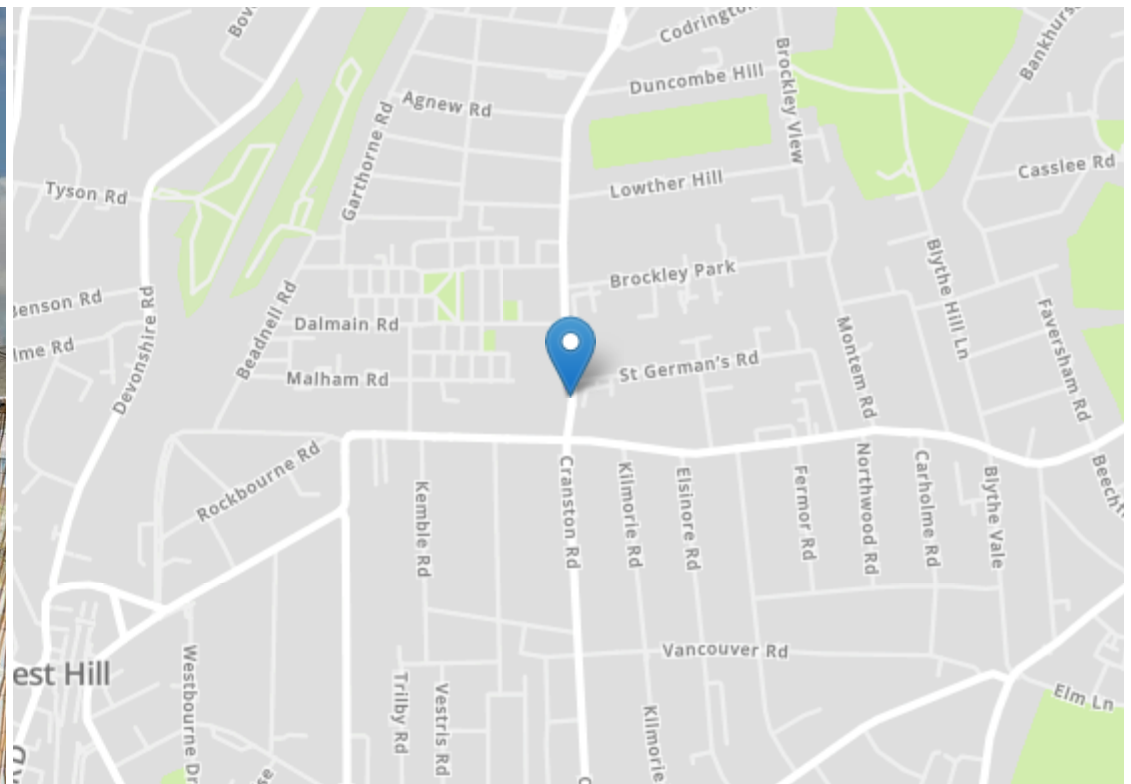 Codrington
Duncombe Hill
Brockley View
Bankhurst
Agnew Rd
Garthorne Rd
Casslee Rd
Tyson Rd
Lowther Hill
Brockley Park
Blythe Hill Ln
Benson Rd
Devonshire Rd
Beadnell Rd
Dalmain Rd
Faversham Rd
lme Rd
Malham Rd
St German's Rd
Montem Rd
Rockbourne Rd
Kemble Rd
Cranston Rd
Kilmorie Rd
Elsinore Rd
Fermor Rd
Northwood Rd
Carholme Rd
Blythe Vale
Beechf
Vancouver Rd
est Hill
Westbourne Dr
Trilby Rd
Vestris Rd
Kilmorie
Elm Ln